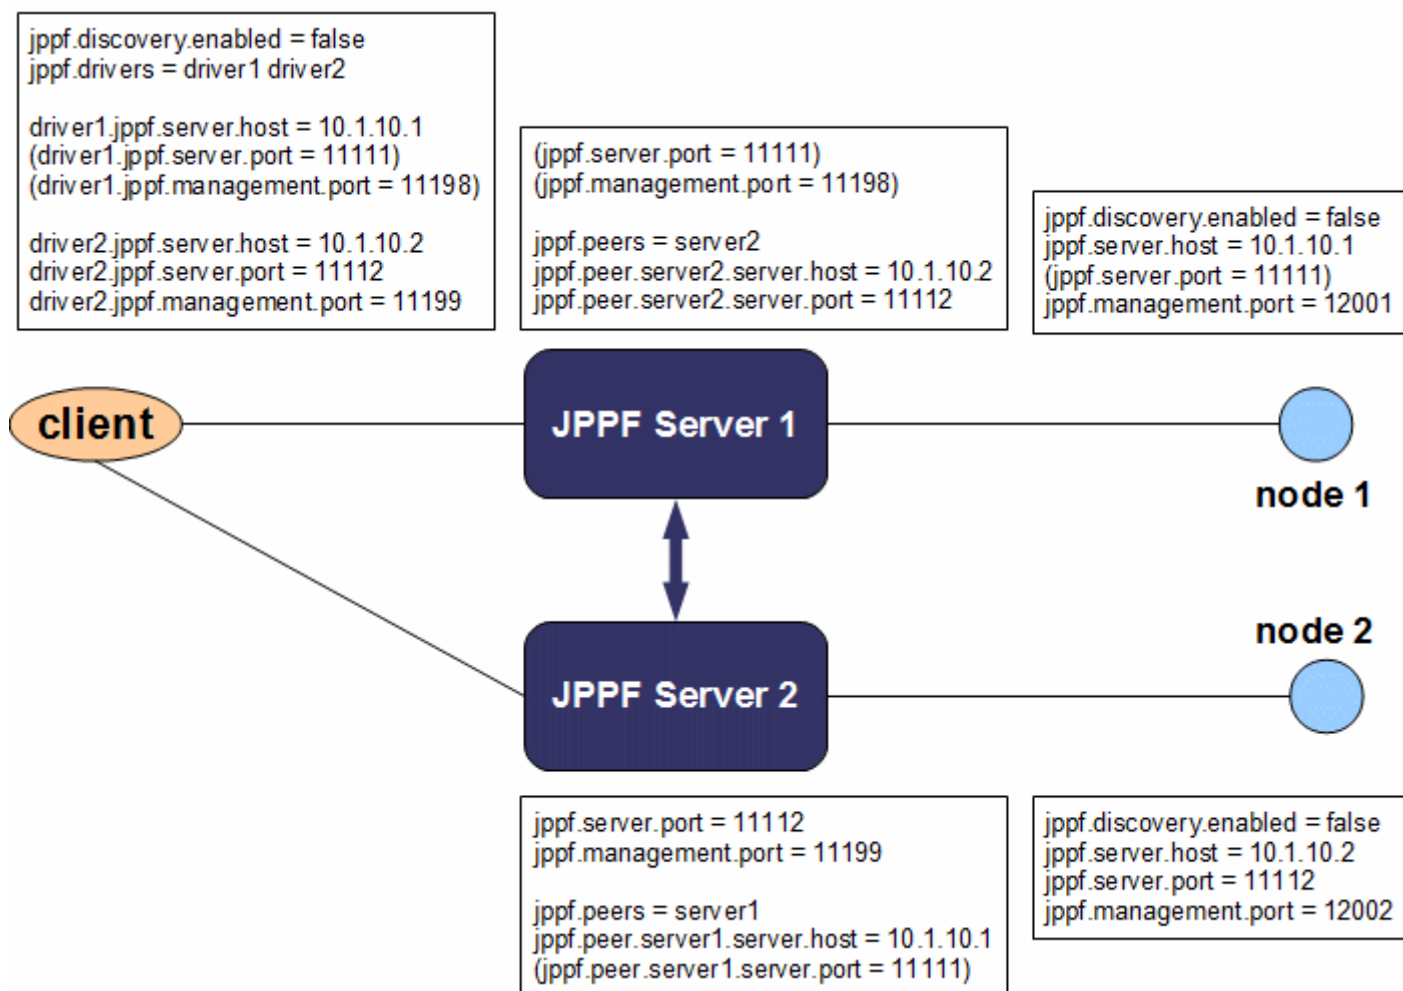 jppf.discovery.enabled = false
jppf.drivers = driver1 driver2
driver1.jppf.server.host = 10.1.10.1
(driver1.jppf.server.port = 11111)
(driver1.jppf.management.port = 11198)
driver2.jppf.server.host = 10.1.10.2
driver2.jppf.server.port = 11112
driver2.jppf.management.port = 11199
(jppf.server.port = 11111)
(jppf.management.port = 11198)
jppf.peers = server2
jppf.peer.server2.server.host = 10.1.10.2
jppf.peer.server2.server.port = 11112
jppf.discovery.enabled = false
jppf.server.host = 10.1.10.1
(jppf.server.port = 11111)
jppf.management.port = 12001
client
JPPF Server 1
node 1
node 2
JPPF Server 2
jppf.server.port = 11112
jppf.management.port = 11199
jppf.peers = server1
jppf.peer.server1.server.host = 10.1.10.1
(jppf.peer.server1.server.port = 11111)
jppf.discovery.enabled = false
jppf.server.host = 10.1.10.2
jppf.server.port = 11112
jppf.management.port = 12002